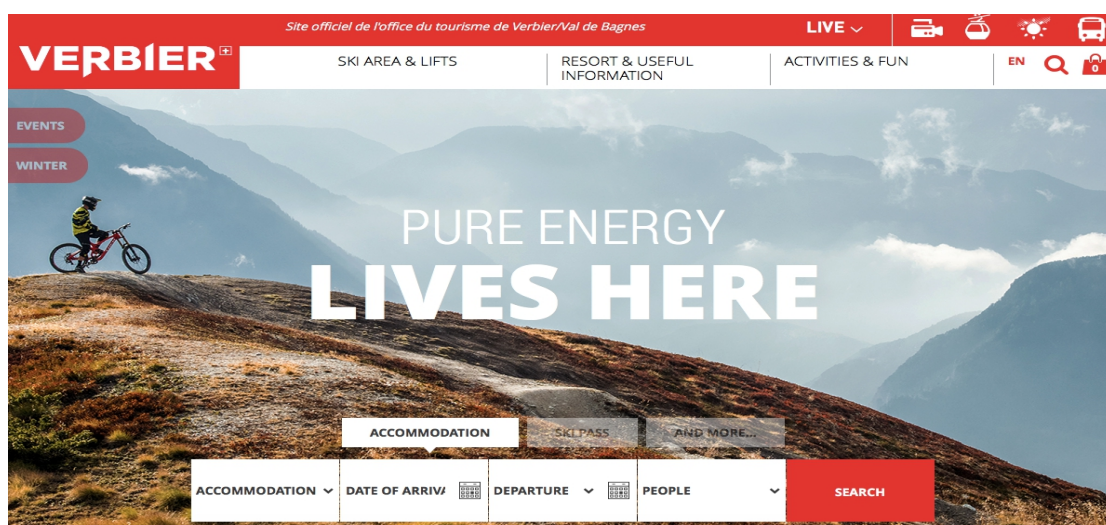 Site officiel de l'office du tourisme de Verbier/Val de Bagnes
LIVE
VERBIER
SKI AREA & LIFTS
RESORT & USEFUL
INFORMATION
ACTIVITIES & FUN
EN
0
EVENTS
WINTER
PURE ENERGY
LIVES HERE
ACCOMMODATION
SKI PASS
AND MORE...
ACCOMMODATION
DATE OF ARRIV
DEPARTURE
PEOPLE
SEARCH